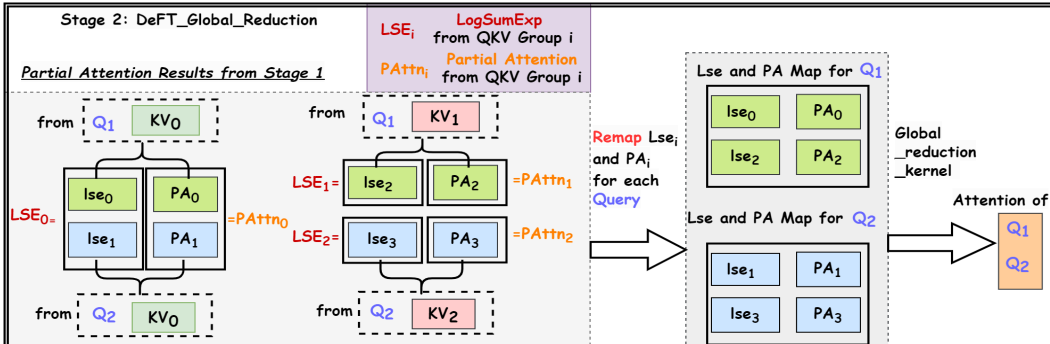 Stage 2: DeFT_Global_Reduction
LSEi LogSumExp
from QKV Group i
PAttni Partial Attention
from QKV Group i
Partial Attention Results from Stage 1
from Q1 KV0
lse0 PA0
LSE0= =PAttn0
lse1 PA1
from Q2 KV0
from Q1 KV1
LSE1= lse2 PA2 =PAttn1
LSE2= lse3 PA3 =PAttn2
from Q2 KV2
Remap Lsei
and PAi
for each
Query
Lse and PA Map for Q1
lse0 PA0
lse2 PA2
Lse and PA Map for Q2
lse1 PA1
lse3 PA3
Global
_reduction
_kernel
Attention of
Q1
Q2